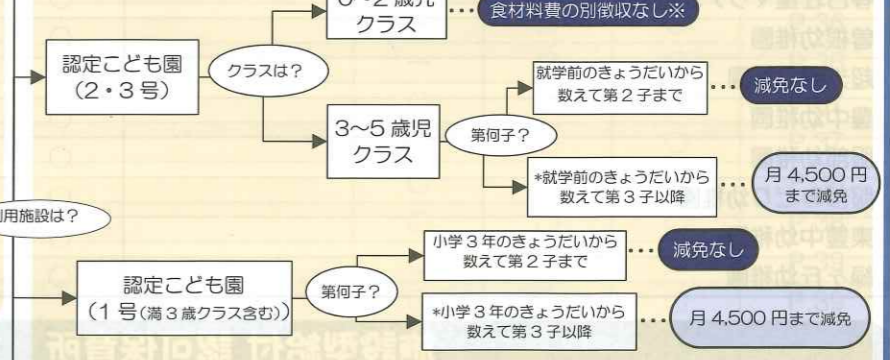 0～2歳児
クラス
食材料費の別徴収なし※
認定こども園
（2・3号）
クラスは？
就学前のきょうだいから
数えて第2子まで
減免なし
3～5歳児
クラス
第何子？
*就学前のきょうだいから
数えて第3子以降
月4,500円
まで減免
用施設は？
小学3年のきょうだいから
数えて第2子まで
減免なし
認定こども園
（1号（満3歳クラス含む））
第何子？
*小学3年のきょうだいから
数えて第3子以降
月4,500円まで減免